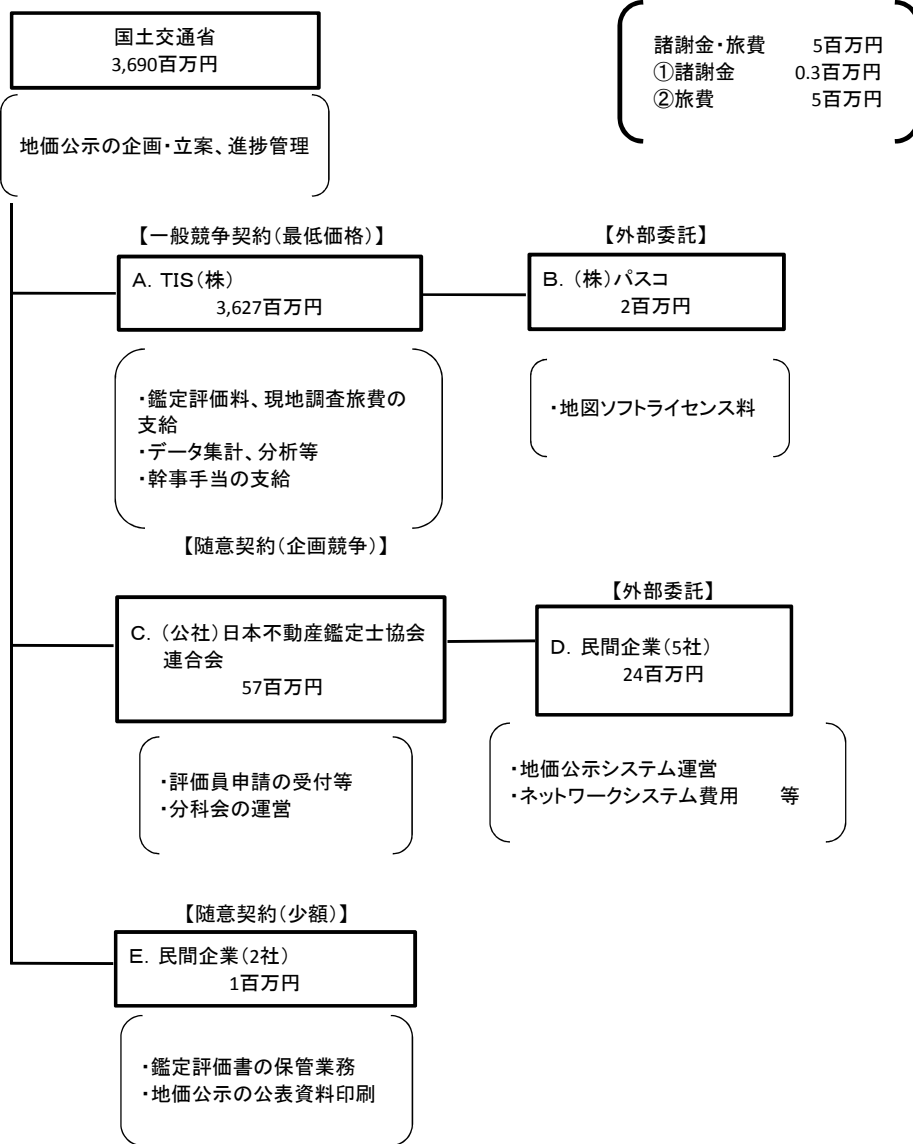 国土交通省
3,690百万円
諸謝金・旅費　5百万円
①諸謝金　0.3百万円
②旅費　5百万円
地価公示の企画・立案、進捗管理
【一般競争契約（最低価格）】
A．TIS（株）
3,627百万円
【外部委託】
B．（株）パスコ
2百万円
・鑑定評価料、現地調査旅費の
支給
・データ集計、分析等
・幹事手当の支給
・地図ソフトライセンス料
【随意契約（企画競争）】
C．（公社）日本不動産鑑定士協会
連合会
57百万円
【外部委託】
D．民間企業（5社）
24百万円
・評価員申請の受付等
・分科会の運営
・地価公示システム運営
・ネットワークシステム費用　等
【随意契約（少額）】
E．民間企業（2社）
1百万円
・鑑定評価書の保管業務
・地価公示の公表資料印刷